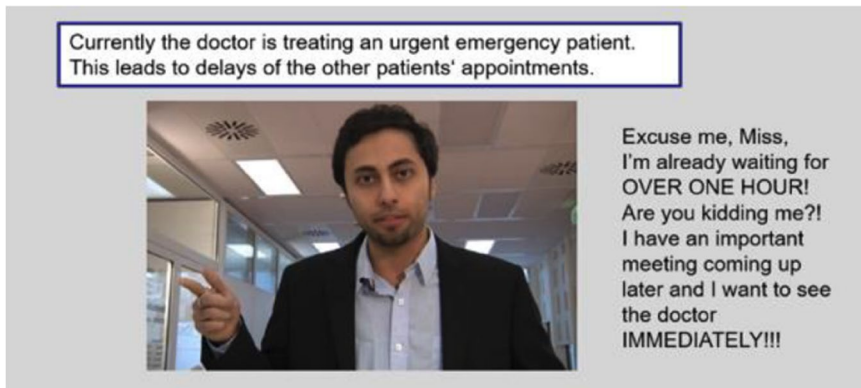 Currently the doctor is treating an urgent emergency patient.
This leads to delays of the other patients‘ appointments.
Excuse me, Miss,
I’m already waiting for
OVER ONE HOUR!
Are you kidding me?!
I have an important
meeting coming up
later and I want to see
the doctor
IMMEDIATELY!!!